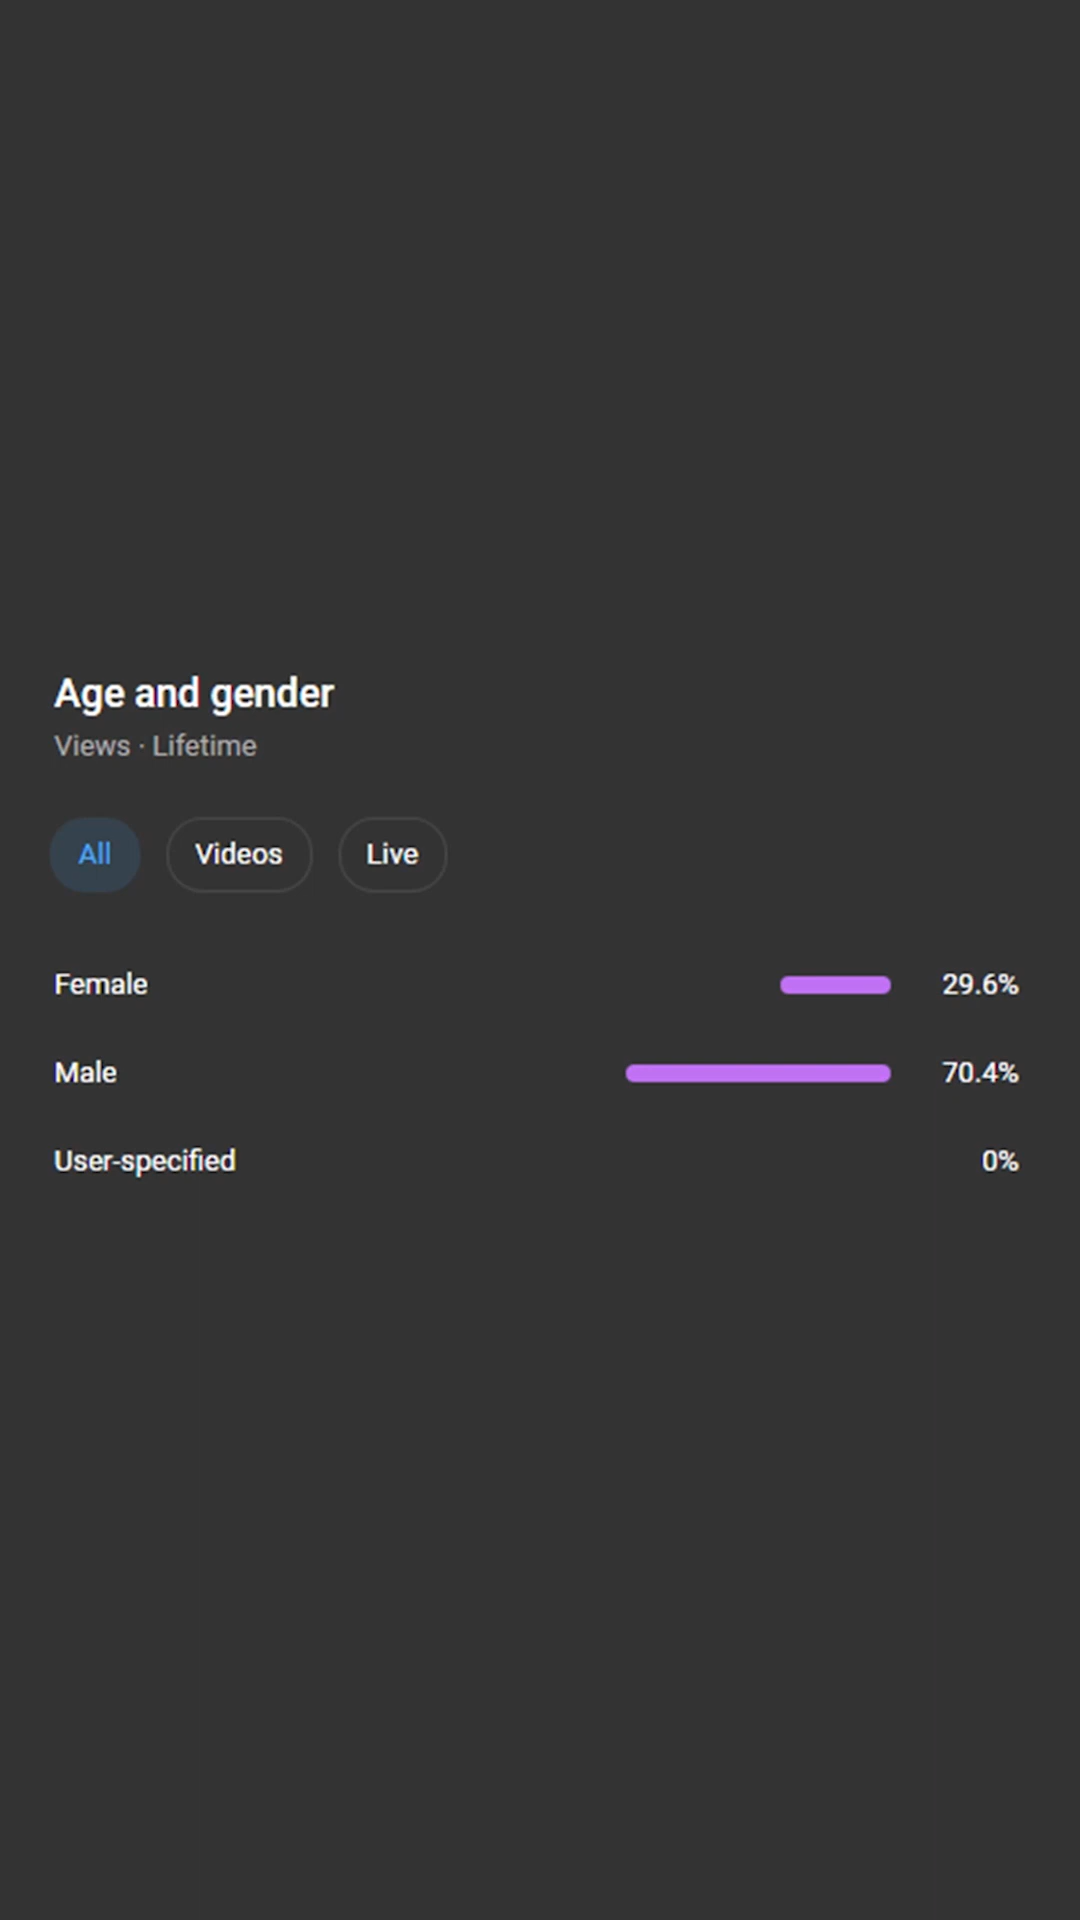 Age and gender
Views · Lifetime
All Videos Live
Female 29.6%
Male 70.4%
User-specified 0%